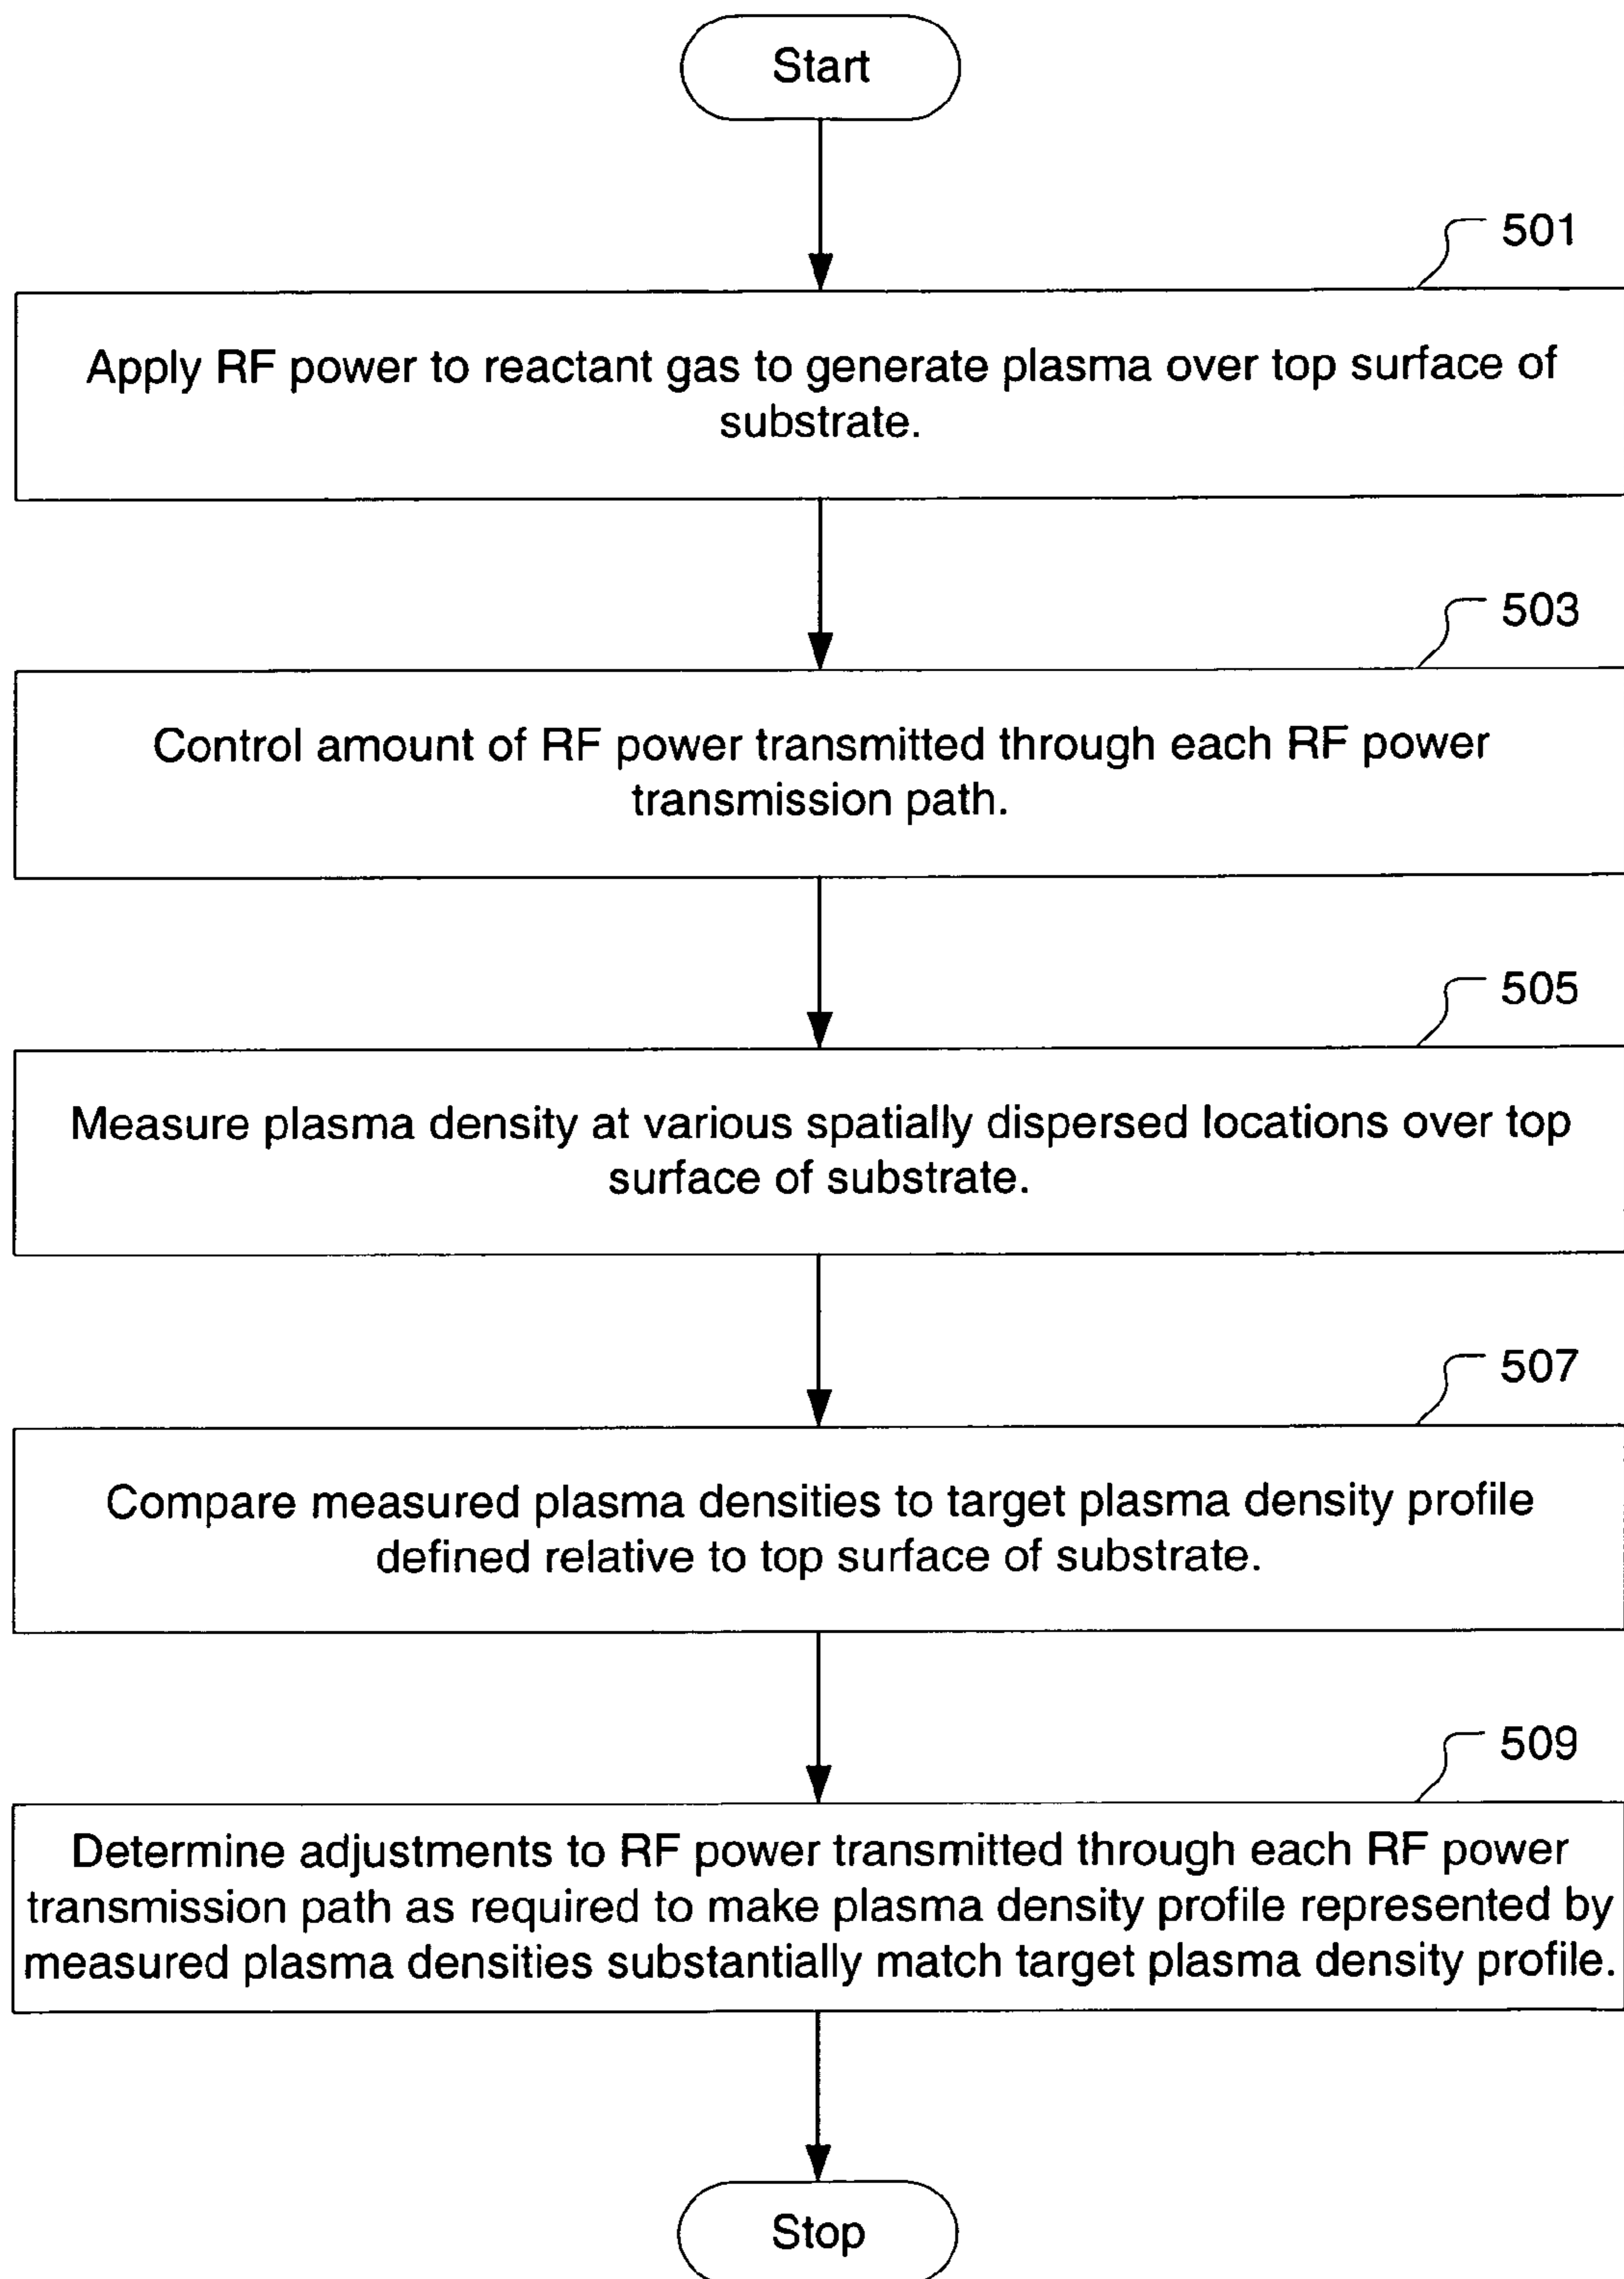 Start
501
Apply RF power to reactant gas to generate plasma over top surface of
substrate.
503
Control amount of RF power transmitted through each RF power
transmission path.
505
Measure plasma density at various spatially dispersed locations over top
surface of substrate.
507
Compare measured plasma densities to target plasma density profile
defined relative to top surface of substrate.
509
Determine adjustments to RF power transmitted through each RF power
transmission path as required to make plasma density profile represented by
measured plasma densities substantially match target plasma density profile.
Stop